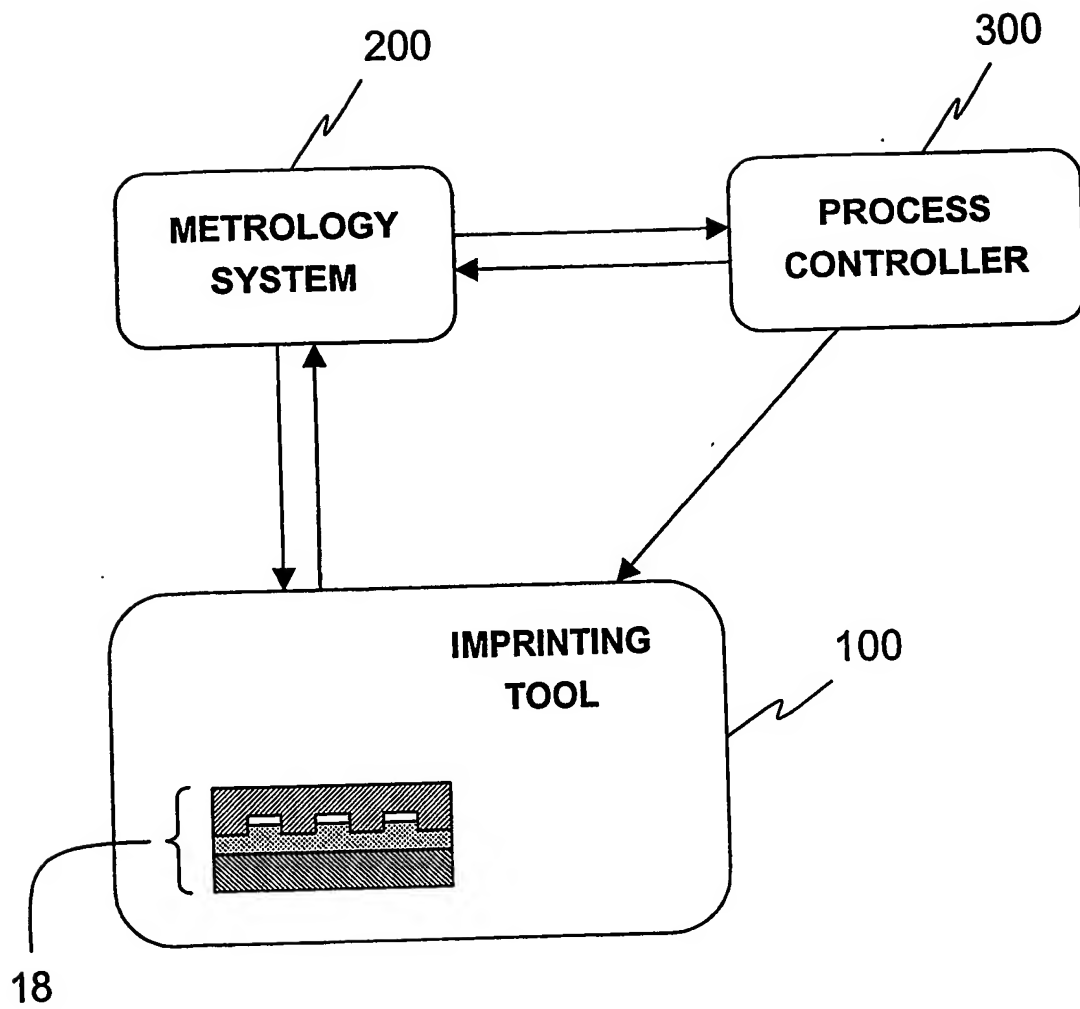 200
300
METROLOGY
SYSTEM
PROCESS
CONTROLLER
IMPRINTING
TOOL
100
18